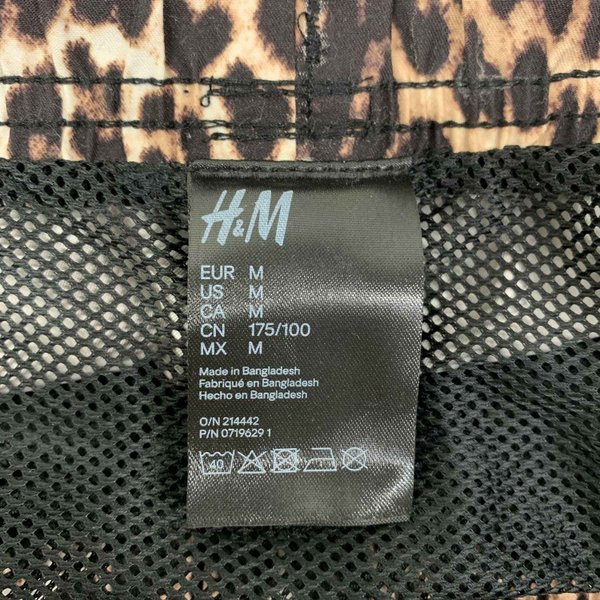 H&M
EUR M
US M
CA M
CN 175/100
MX M
Made in Bangladesh
Fabriqué en Bangladesh
Hecho en Bangladesh
O/N 214442
P/N 0719629 1
40